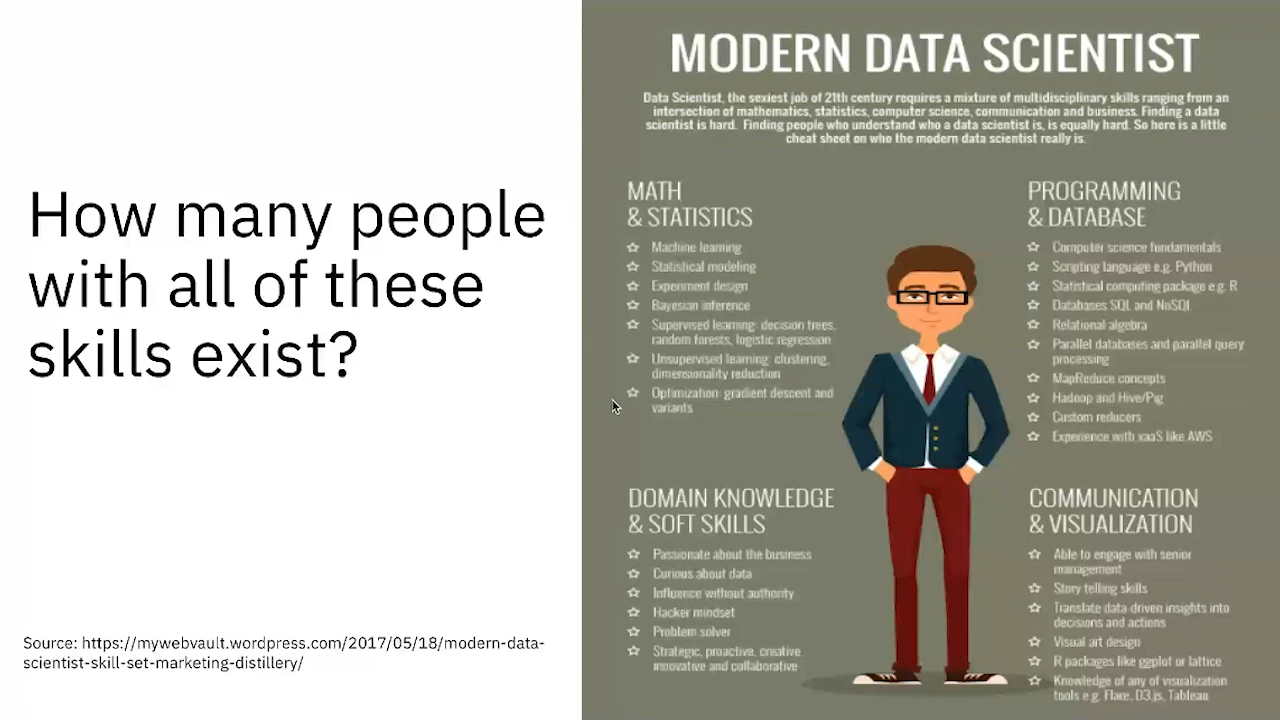 How many people
with all of these
skills exist?
Source: https://mywebvault.wordpress.com/2017/05/18/modern-data-
scientist-skill-set-marketing-distillery/
MODERN DATA SCIENTIST
Data Scientist, the sexiest job of 21th century requires a mixture of multidisciplinary skills ranging from an
intersection of mathematics, statistics, computer science, communication and business. Finding a data
scientist is hard. Finding people who understand who a data scientist is, is equally hard. So here is a little
cheat sheet on who the modern data scientist really is.
MATH
& STATISTICS
Machine learning
Statistical modeling
Experiment design
Bayesian inference
Supervised learning: decision trees,
random forests, logistic regression
Unsupervised learning: clustering,
dimensionality reduction
Optimization: gradient descent and
variants
PROGRAMMING
& DATABASE
Computer science fundamentals
Scripting language e.g. Python
Statistical computing package e.g. R
Databases SQL and NoSQL
Relational algebra
Parallel databases and parallel query
processing
MapReduce concepts
Hadoop and Hive/Pig
Custom reducers
Experience with xaaS like AWS
DOMAIN KNOWLEDGE
& SOFT SKILLS
Passionate about the business
Curious about data
Influence without authority
Hacker mindset
Problem solver
Strategic, proactive, creative,
innovative and collaborative
COMMUNICATION
& VISUALIZATION
Able to engage with senior
management
Story telling skills
Translate data-driven insights into
decisions and actions
Visual art design
R packages like ggplot or lattice
Knowledge of any of visualization
tools e.g. Flare, D3.js, Tableau